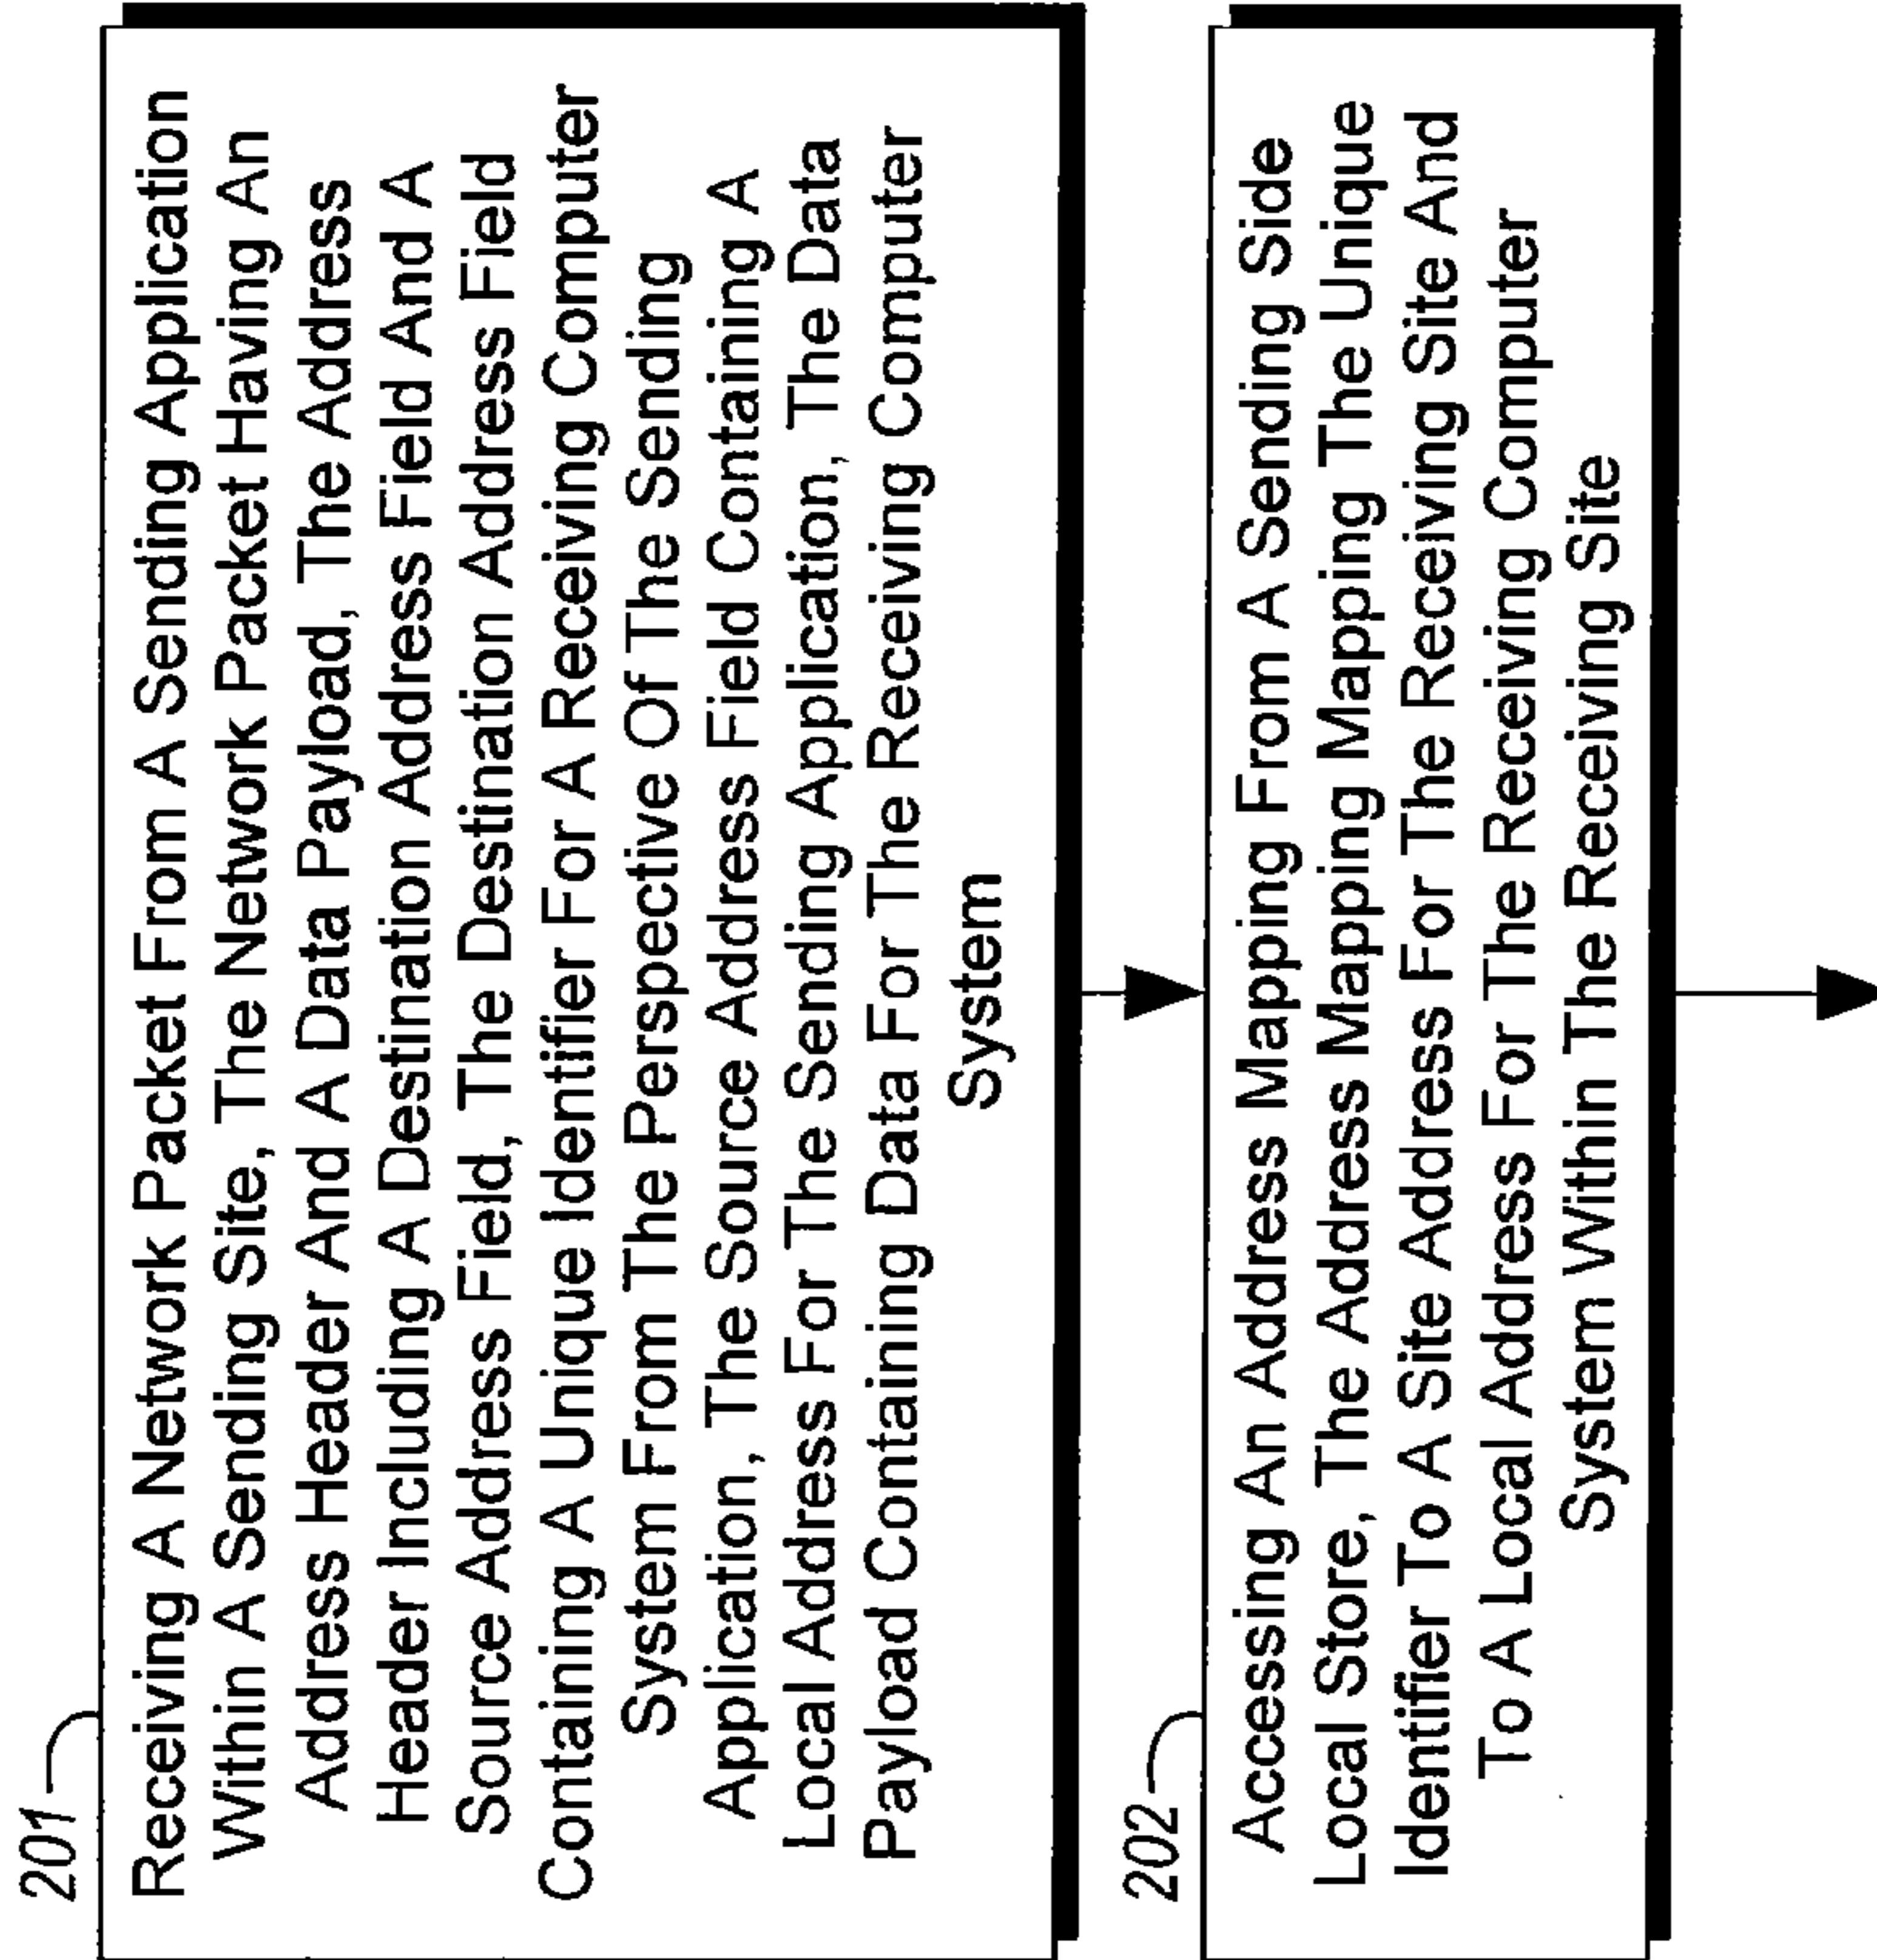 201
Receiving A Network Packet From A Sending Application
Within A Sending Site, The Network Packet Having An
Address Header And A Data Payload, The Address
Header Including A Destination Address Field And A
Source Address Field, The Destination Address Field
Containing A Unique Identifier For A Receiving Computer
System From The Perspective Of The Sending
Application, The Source Address Field Containing A
Local Address For The Sending Application, The Data
Payload Containing Data For The Receiving Computer
System
202
Accessing An Address Mapping From A Sending Side
Local Store, The Address Mapping Mapping The Unique
Identifier To A Site Address For The Receiving Site And
To A Local Address For The Receiving Computer
System Within The Receiving Site